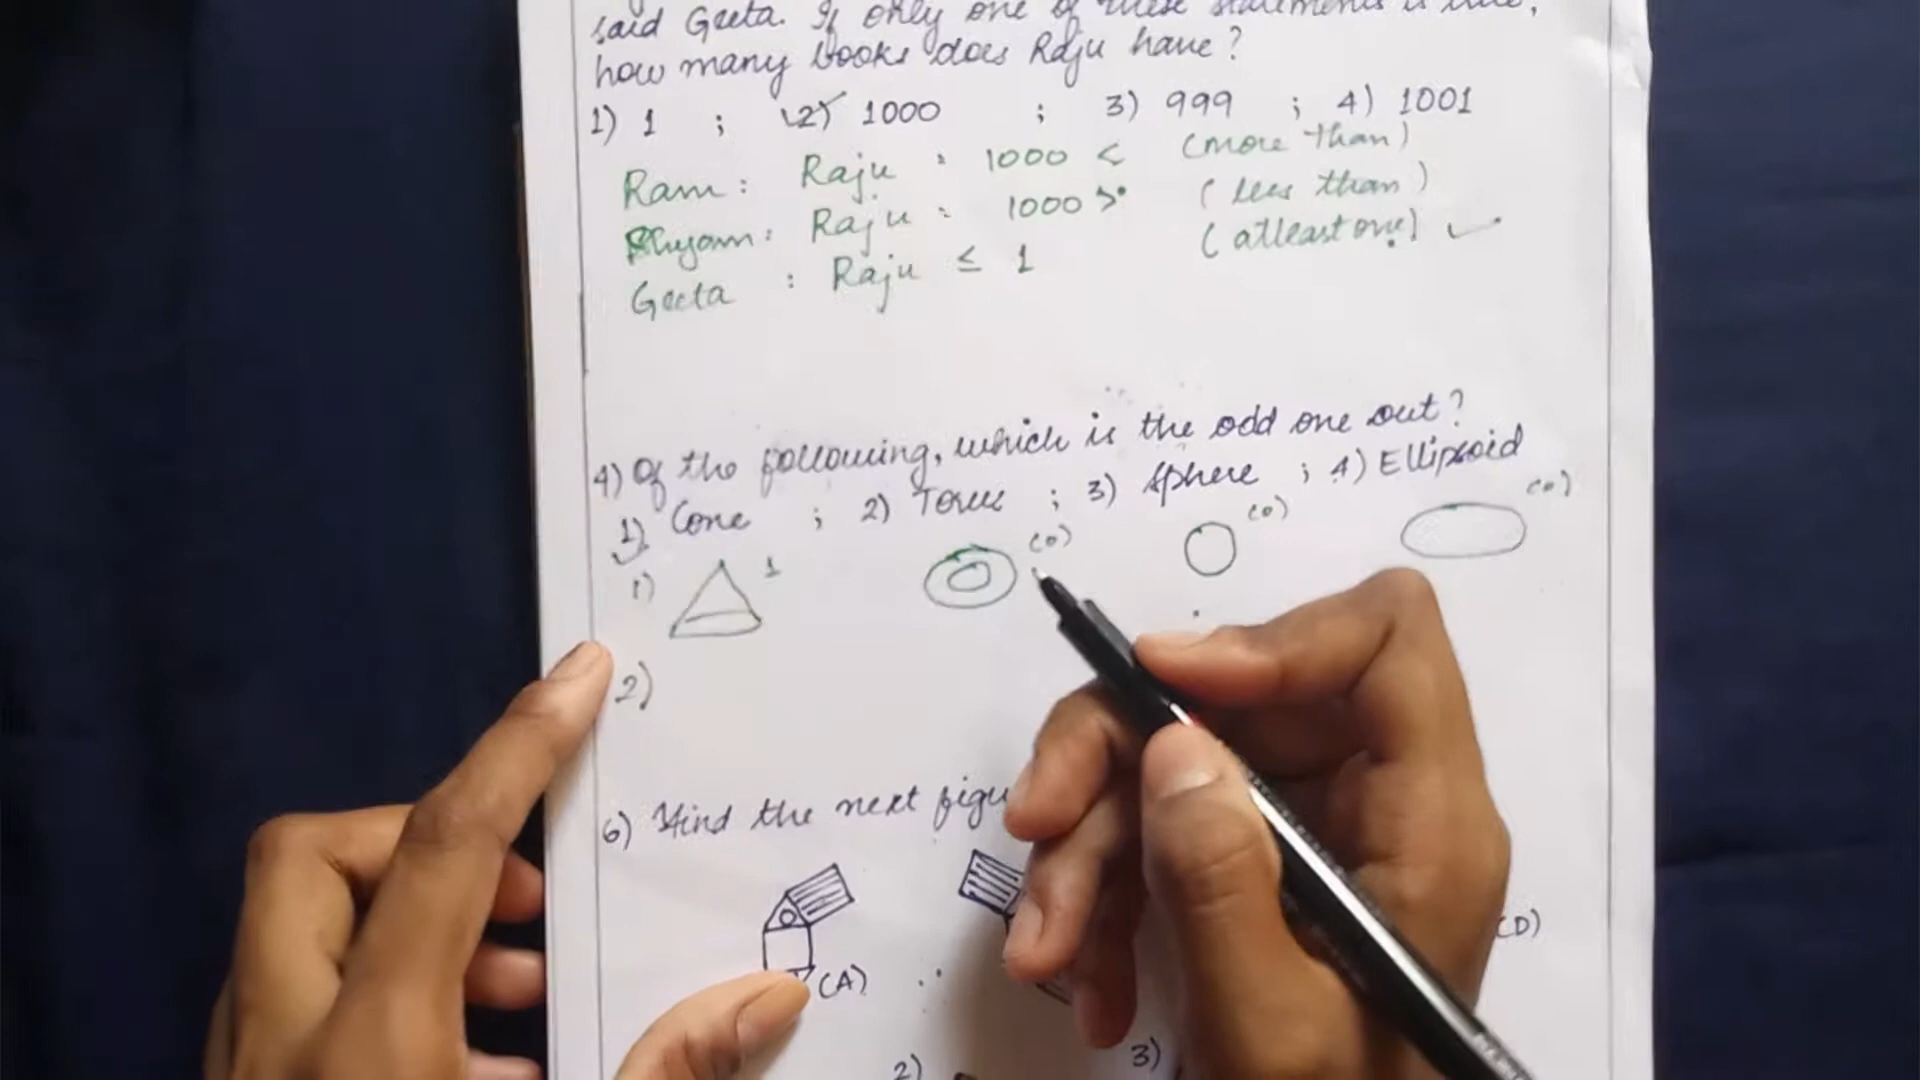 said Geeta. If only one of these statements is true,
how many books does Raju have?
1) 1 ; 2) 1000 ; 3) 999 ; 4) 1001
Ram: Raju : 1000 < (more than)
Shyam: Raju : 1000 > (less than)
Geeta : Raju ≤ 1 (atleast one)
4) Of the following, which is the odd one out?
1) Cone ; 2) Torus ; 3) Sphere ; 4) Ellipsoid
1) 1 (0) (0) (0)
2)
6) Find the next figu
(A) (D)
2) 3)